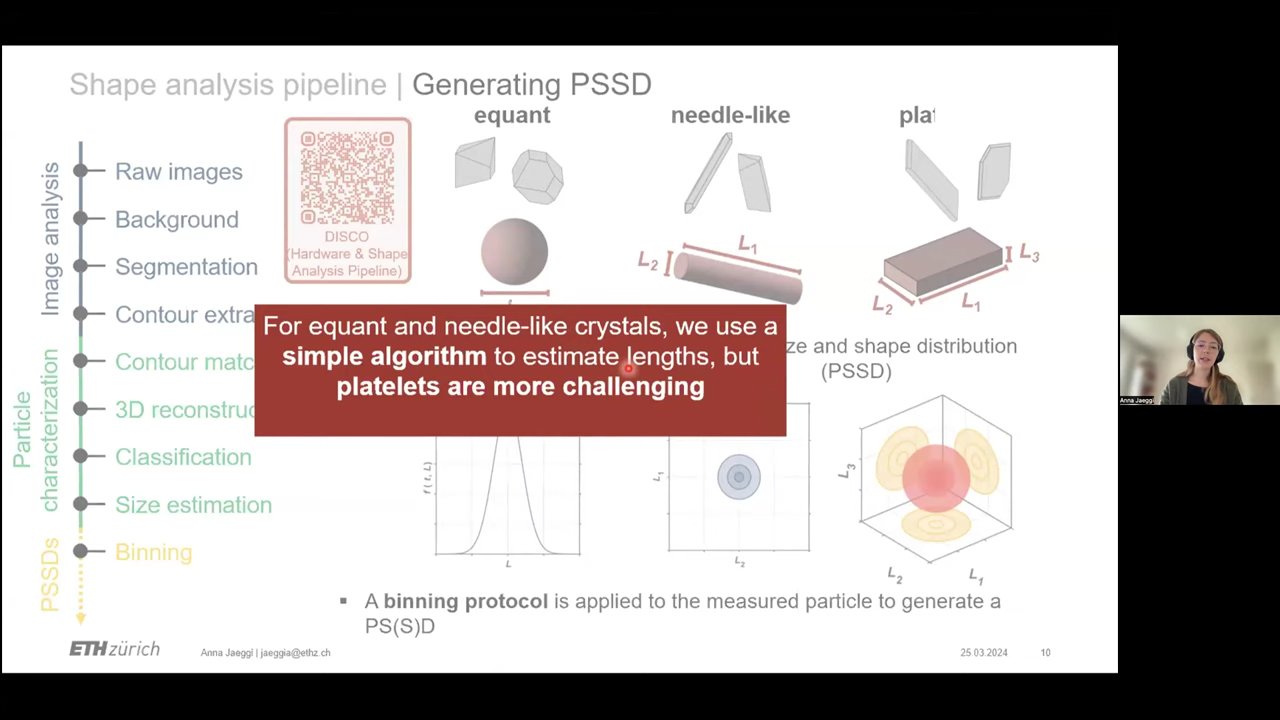 Shape analysis pipeline | Generating PSSD
equant
needle-like
plat
Image analysis
Raw images
Background
Segmentation
Contour extra
Particle
characterization
Contour matc
3D reconstruc
Classification
Size estimation
PSSDs
Binning
DISCO
(Hardware & Shape
Analysis Pipeline)
L2
L1
L3
L2
L1
For equant and needle-like crystals, we use a
simple algorithm to estimate lengths, but
platelets are more challenging
ze and shape distribution
(PSSD)
f ( t, L)
L
L1
L2
L3
L2
L1
▪ A binning protocol is applied to the measured particle to generate a
PS(S)D
ETH zürich
Anna Jaeggi | jaeggia@ethz.ch
25.03.2024
10
Anna Jaeggi